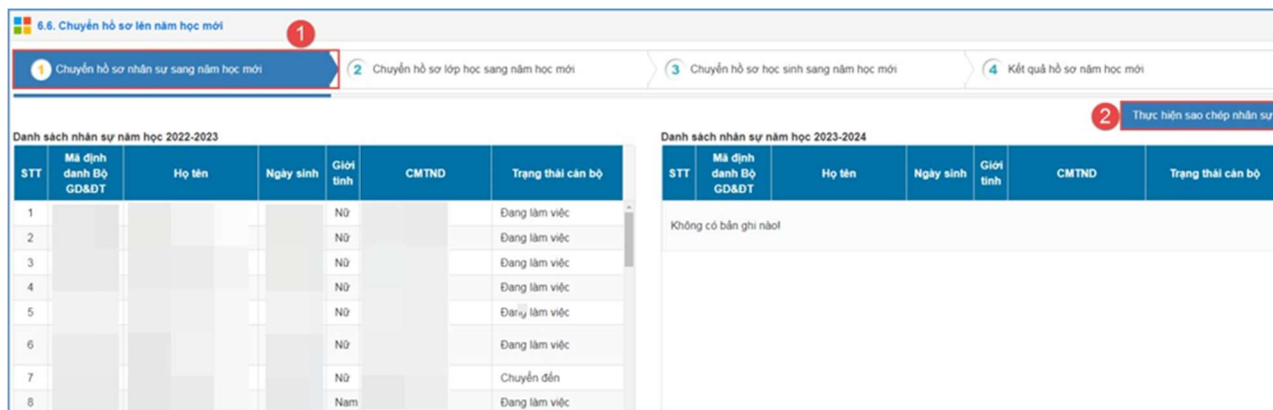 6.6. Chuyển hồ sơ lên năm học mới
1
1 Chuyển hồ sơ nhân sự sang năm học mới
2 Chuyển hồ sơ lớp học sang năm học mới
3 Chuyển hồ sơ học sinh sang năm học mới
4 Kết quả hồ sơ năm học mới
2 Thực hiện sao chép nhân sự
Danh sách nhân sự năm học 2022-2023
STT Mã định danh Bộ GD&ĐT Họ tên Ngày sinh Giới tính CMTND Trạng thái cán bộ
1 Nữ Đang làm việc
2 Nữ Đang làm việc
3 Nữ Đang làm việc
4 Nữ Đang làm việc
5 Nữ Đang làm việc
6 Nữ Đang làm việc
7 Nữ Chuyển đến
8 Nam Đang làm việc
Danh sách nhân sự năm học 2023-2024
STT Mã định danh Bộ GD&ĐT Họ tên Ngày sinh Giới tính CMTND Trạng thái cán bộ
Không có bản ghi nào!